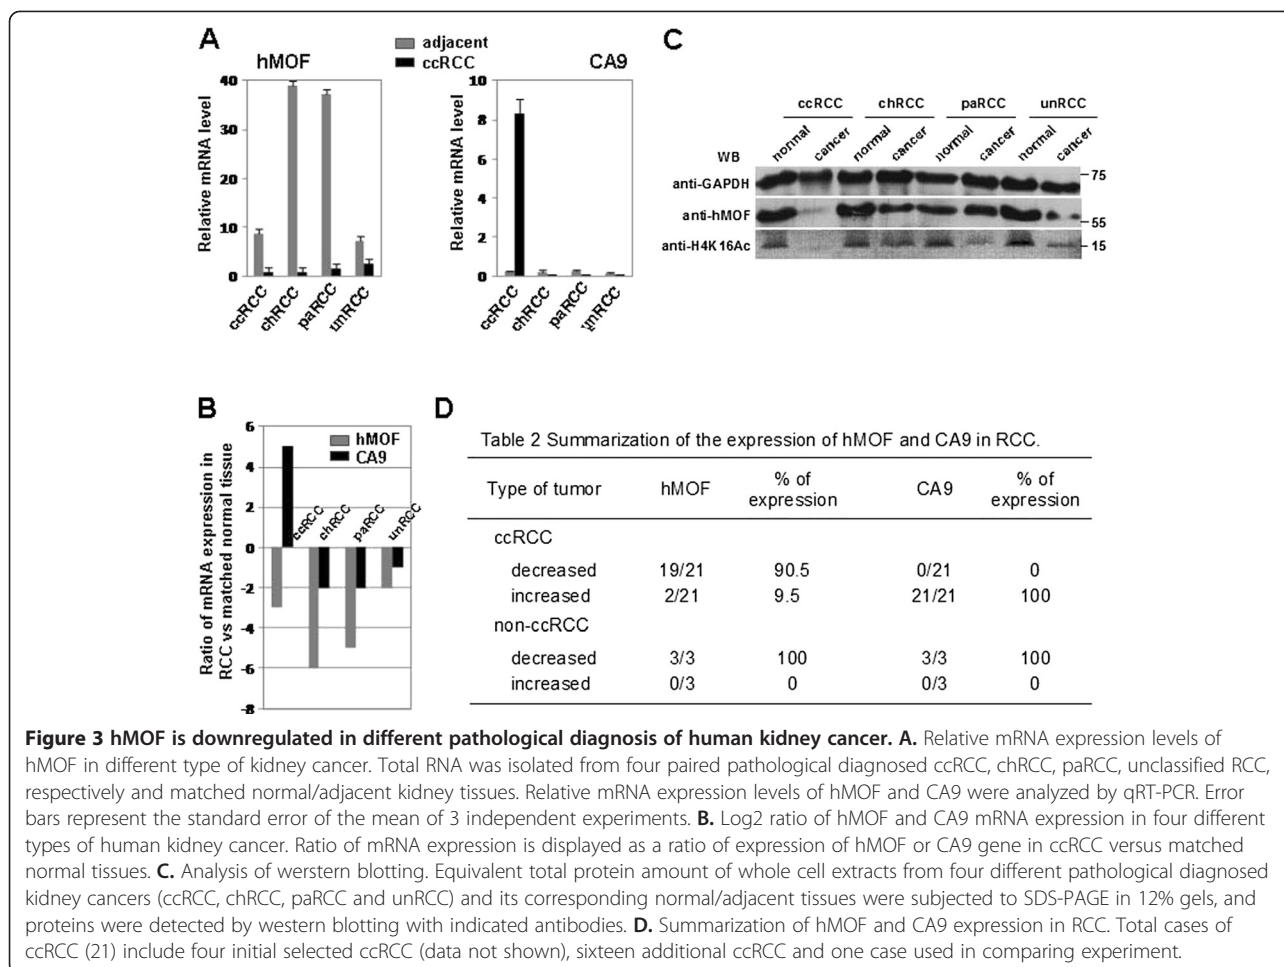 A
hMOF
adjacent
ccRCC
CA9
Relative mRNA level
40
30
20
10
0
ccRCC
chRCC
paRCC
unRCC
Relative mRNA level
10
8
6
4
2
0
ccRCC
chRCC
paRCC
unRCC
C
ccRCC chRCC paRCC unRCC
WB normal cancer normal cancer normal cancer normal cancer
anti-GAPDH 75
anti-hMOF 55
anti-H4K16Ac 15
B
Ratio of mRNA expression in
RCC vs matched normal tissue
6
4
2
0
-2
-4
-6
-8
hMOF
CA9
ccRCC
chRCC
paRCC
unRCC
D
Table 2 Summarization of the expression of hMOF and CA9 in RCC.
Type of tumor hMOF % of expression CA9 % of expression
ccRCC
decreased 19/21 90.5 0/21 0
increased 2/21 9.5 21/21 100
non-ccRCC
decreased 3/3 100 3/3 100
increased 0/3 0 0/3 0
Figure 3 hMOF is downregulated in different pathological diagnosis of human kidney cancer. A. Relative mRNA expression levels of
hMOF in different type of kidney cancer. Total RNA was isolated from four paired pathological diagnosed ccRCC, chRCC, paRCC, unclassified RCC,
respectively and matched normal/adjacent kidney tissues. Relative mRNA expression levels of hMOF and CA9 were analyzed by qRT-PCR. Error
bars represent the standard error of the mean of 3 independent experiments. B. Log2 ratio of hMOF and CA9 mRNA expression in four different
types of human kidney cancer. Ratio of mRNA expression is displayed as a ratio of expression of hMOF or CA9 gene in ccRCC versus matched
normal tissues. C. Analysis of werstern blotting. Equivalent total protein amount of whole cell extracts from four different pathological diagnosed
kidney cancers (ccRCC, chRCC, paRCC and unRCC) and its corresponding normal/adjacent tissues were subjected to SDS-PAGE in 12% gels, and
proteins were detected by western blotting with indicated antibodies. D. Summarization of hMOF and CA9 expression in RCC. Total cases of
ccRCC (21) include four initial selected ccRCC (data not shown), sixteen additional ccRCC and one case used in comparing experiment.